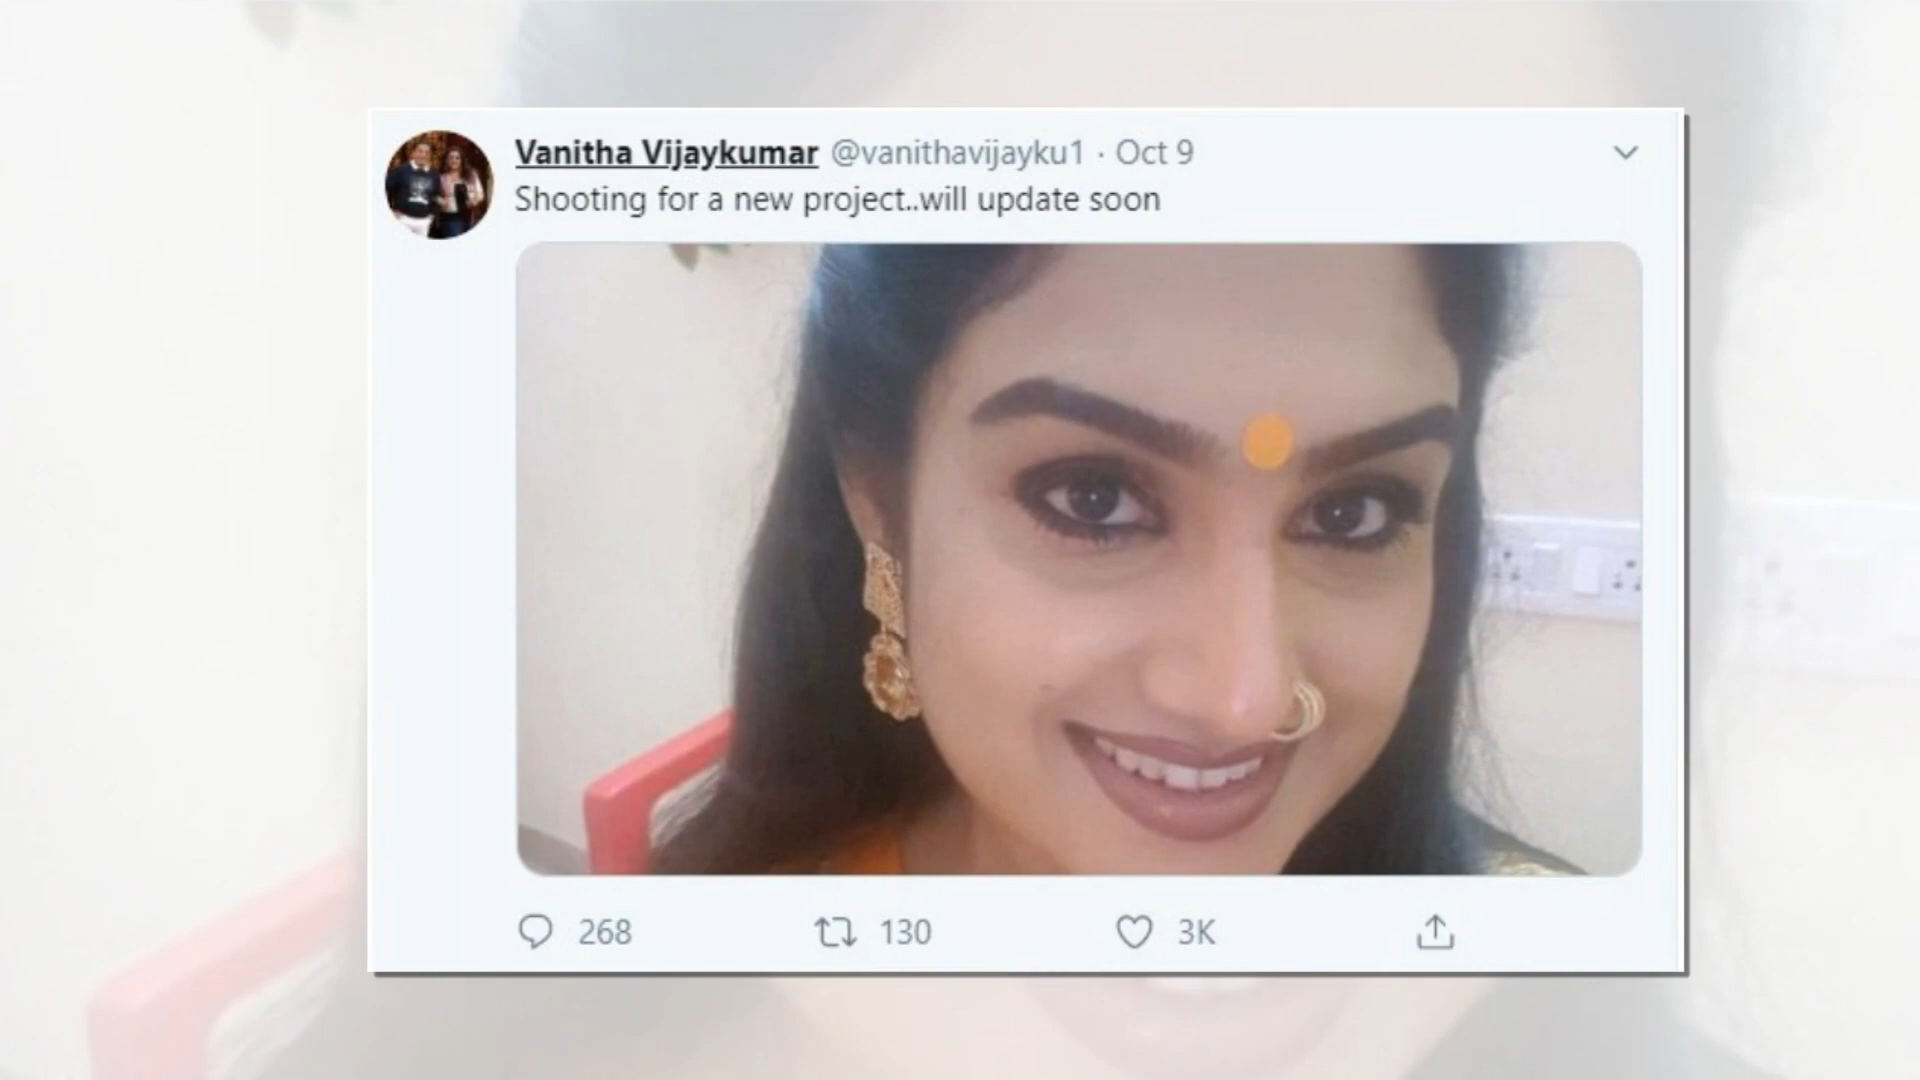 Vanitha Vijaykumar @vanithavijayku1 · Oct 9
Shooting for a new project..will update soon
268 130 3K